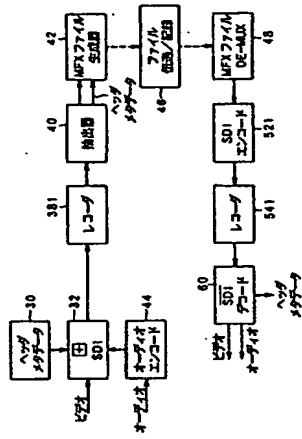 ヘッダ
メタデータ
30
ビデオ
＋
SDI
32
オーディオ
オーディオ
エンコード
44
レコーダ
381
抽出器
40
ヘッダ
メタデータ
MFXファイル
生成器
42
ファイル
伝送／記録
46
MFXファイル
DE-MUX
48
SDI
エンコード
521
レコーダ
541
SDI
デコード
60
ビデオ
オーディオ
ヘッダ
メタデータ